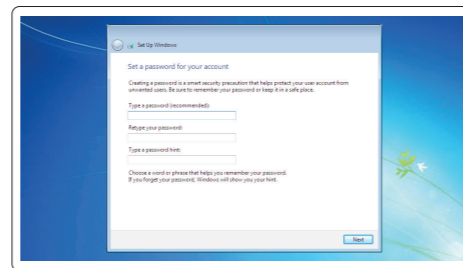 Set Up Windows
Set a password for your account
Creating a password is a smart security precaution that helps protect your user account from
unwanted users. Be sure to remember your password or keep it in a safe place.
Type a password (recommended):
Retype your password:
Type a password hint:
Choose a word or phrase that helps you remember your password.
If you forget your password, Windows will show you your hint.
Next